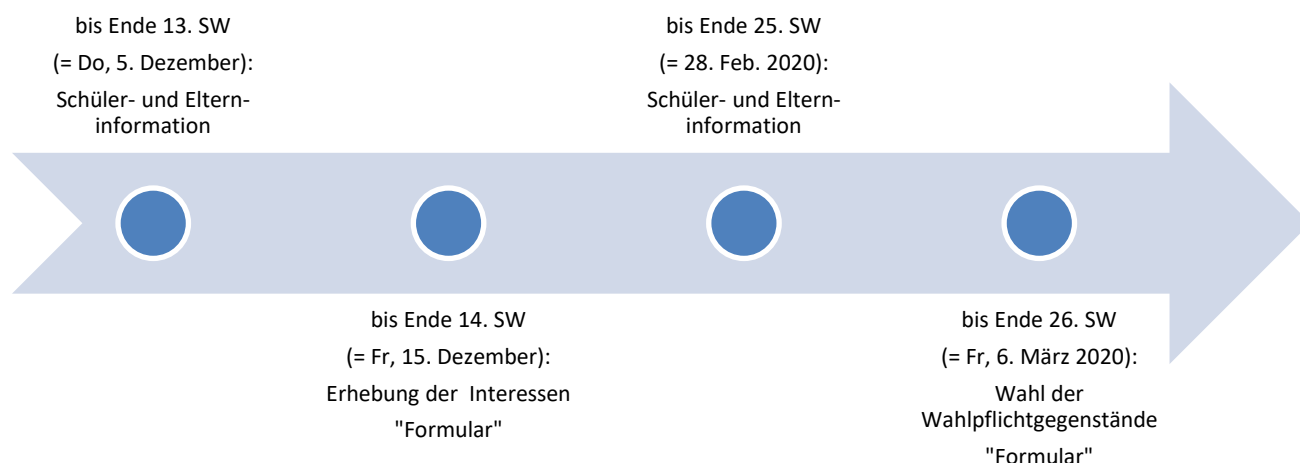 bis Ende 13. SW
(= Do, 5. Dezember):
Schüler- und Eltern-
information
bis Ende 14. SW
(= Fr, 15. Dezember):
Erhebung der Interessen
"Formular"
bis Ende 25. SW
(= 28. Feb. 2020):
Schüler- und Eltern-
information
bis Ende 26. SW
(= Fr, 6. März 2020):
Wahl der
Wahlpflichtgegenstände
"Formular"